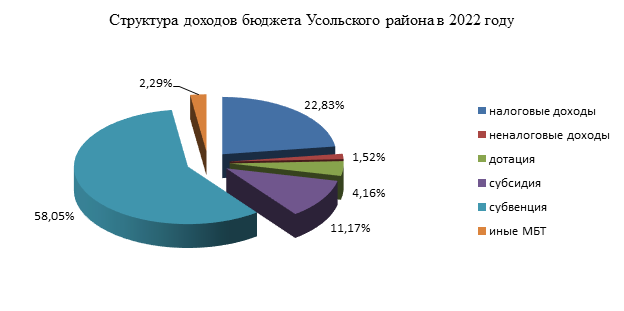 Структура доходов бюджета Усольского района в 2022 году
2,29%
22,83%
1,52%
4,16%
11,17%
58,05%
налоговые доходы
неналоговые доходы
дотация
субсидия
субвенция
иные МБТ